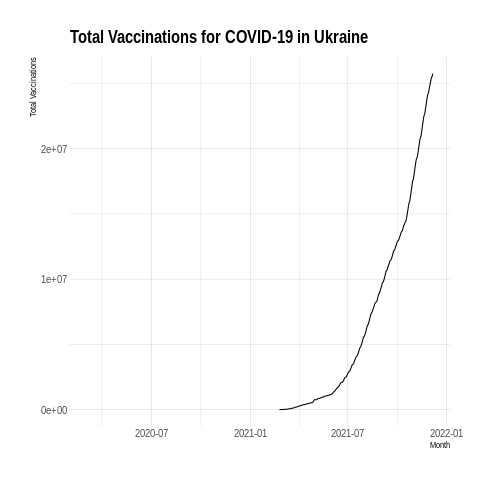 Total Vaccinations for COVID-19 in Ukraine
Total Vaccinations
2e+07
1e+07
0e+00
2020-07 2021-01 2021-07 2022-01
Month